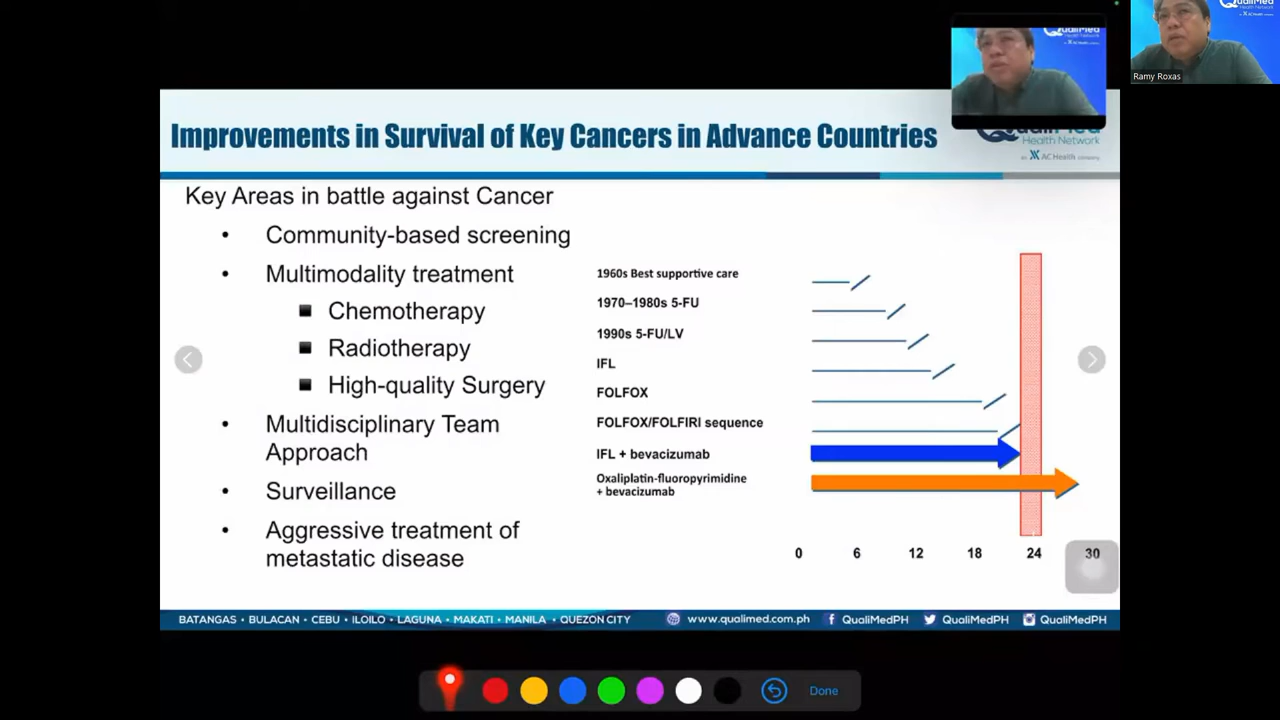 QualiMed
Health Network
Ramy Roxas
Improvements in Survival of Key Cancers in Advance Countries
QualiMed
Health Network
AC Health company
Key Areas in battle against Cancer
• Community-based screening
• Multimodality treatment
■ Chemotherapy
■ Radiotherapy
■ High-quality Surgery
• Multidisciplinary Team
Approach
• Surveillance
• Aggressive treatment of
metastatic disease
1960s Best supportive care
1970–1980s 5-FU
1990s 5-FU/LV
IFL
FOLFOX
FOLFOX/FOLFIRI sequence
IFL + bevacizumab
Oxaliplatin-fluoropyrimidine
+ bevacizumab
0 6 12 18 24 30
BATANGAS • BULACAN • CEBU • ILOILO • LAGUNA • MAKATI • MANILA • QUEZON CITY www.qualimed.com.ph QualiMedPH QualiMedPH QualiMedPH
Done